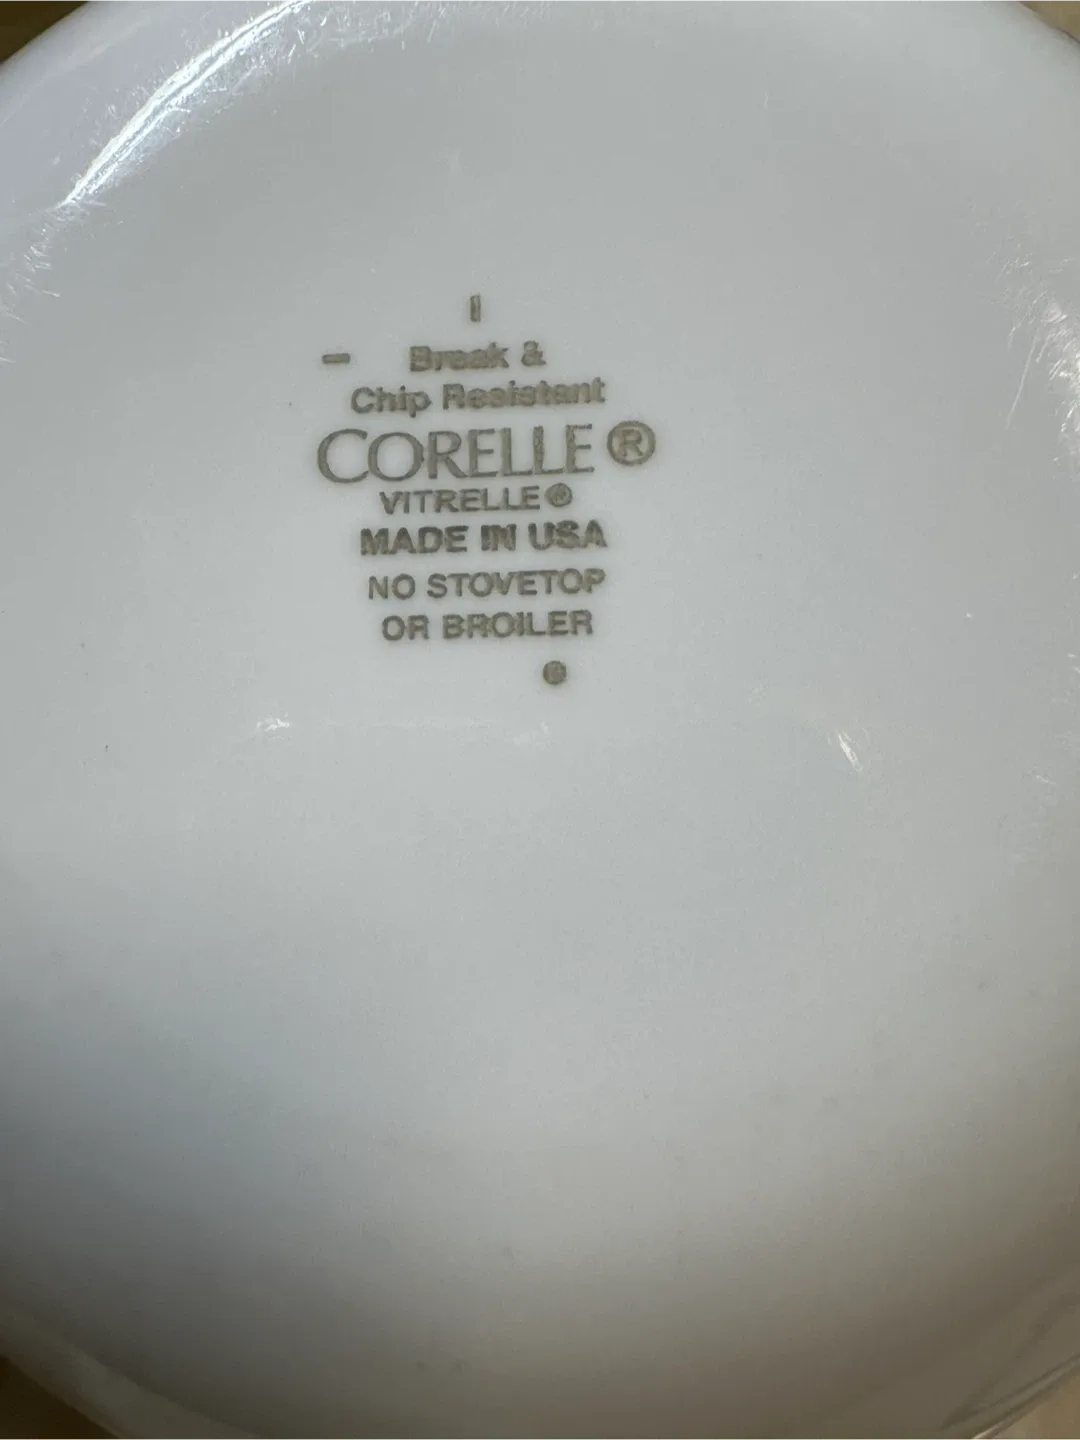 Break &
Chip Resistant
CORELLE®
VITRELLE®
MADE IN USA
NO STOVETOP
OR BROILER